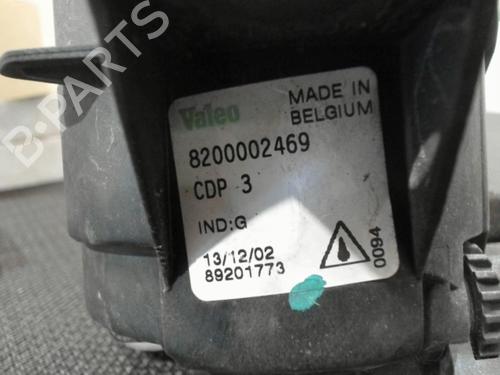 B-PARTS
Valeo
MADE IN
BELGIUM
8200002469
CDP 3
IND:G
13/12/02
89201773
0094